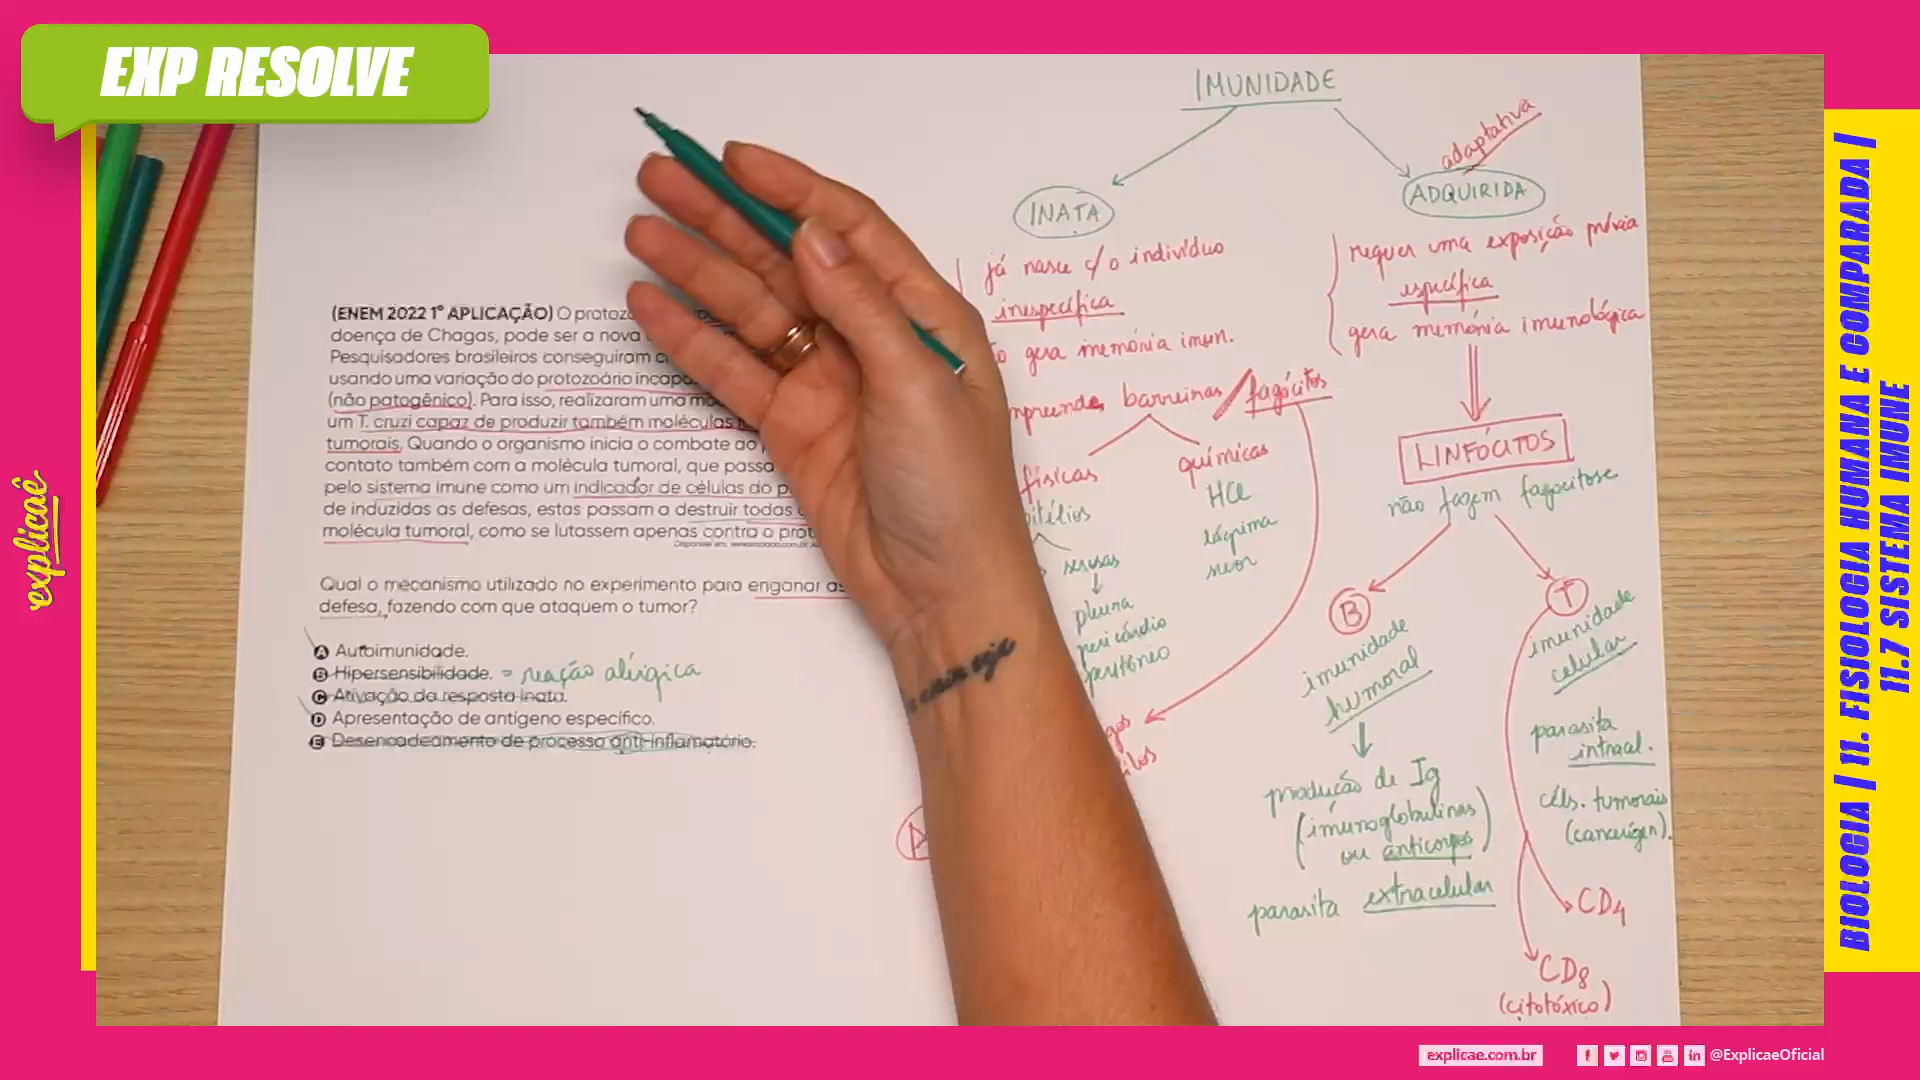 EXP RESOLVE
(ENEM 2022 1° APLICAÇÃO) O protozo
doença de Chagas, pode ser a nova
Pesquisadores brasileiros conseguiram
usando uma variação do protozoário incapa
(não patogênico). Para isso, realizaram uma mo
um T. cruzi capaz de produzir também moléculas
tumorais. Quando o organismo inicia o combate ao
contato também com a molécula tumoral, que passa
pelo sistema imune como um indicador de células do p
de induzidas as defesas, estas passam a destruir todas
molécula tumoral, como se lutassem apenas contra o prot
Qual o mecanismo utilizado no experimento para enganar as
defesa, fazendo com que ataquem o tumor?
A Autoimunidade.
B Hipersensibilidade. = reação alérgica
C Ativação da resposta inata.
D Apresentação de antígeno específico.
E Desencadeamento de processo anti-inflamatório.
IMUNIDADE
INATA
já nasce c/ o indivíduo
inespecífica
gera memória imun.
barreiras / fagócitos
físicas
químicas
HCl
lágrima
suor
serosas
pleura
pericárdio
peritôneo
adaptativa
ADQUIRIDA
requer uma exposição prévia
específica
gera memória imunológica
LINFÓCITOS
não fazem fagocitose
B
imunidade
humoral
produção de Ig
(imunoglobulinas
ou anticorpos)
parasita extracelular
T
imunidade
celular
parasita
intracel.
céls. tumorais
(cancerígen).
CD4
CD8
(citotóxico)
explicaê
BIOLOGIA | 11. FISIOLOGIA HUMANA E COMPARADA |
11.7 SISTEMA IMUNE
explicae.com.br
@ExplicaeOficial